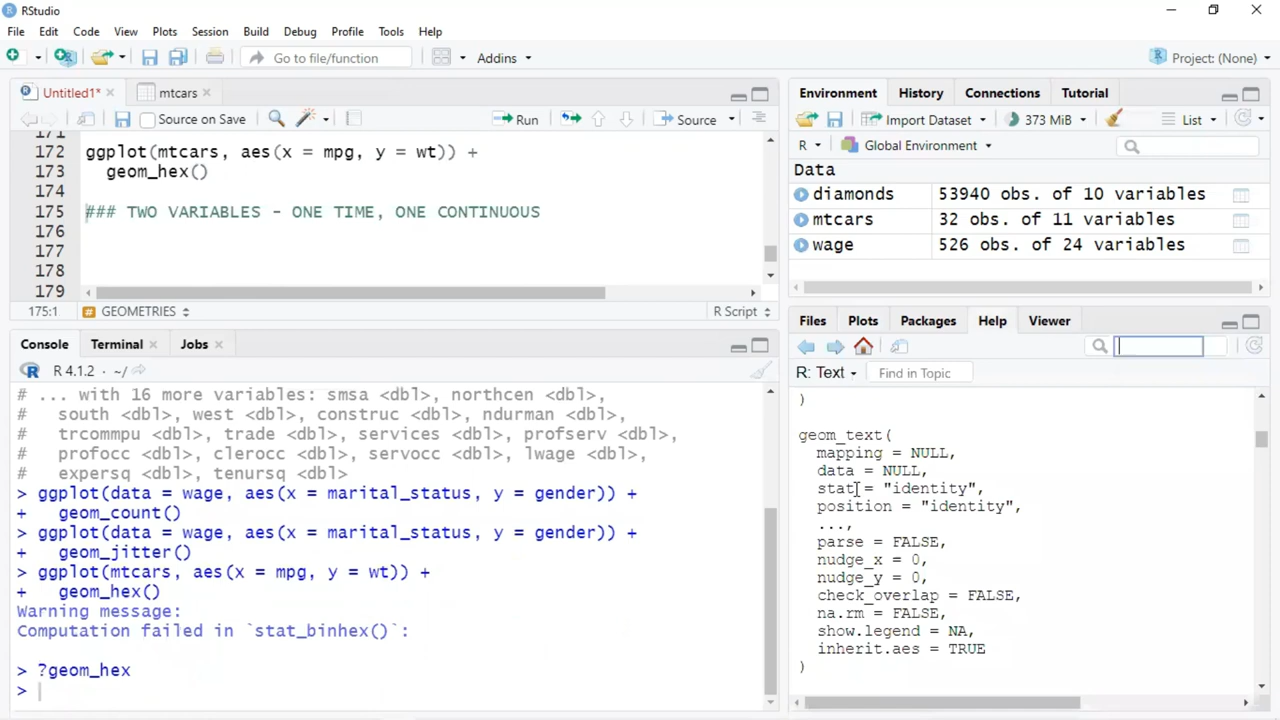 RStudio
File Edit Code View Plots Session Build Debug Profile Tools Help
Go to file/function
Addins
Project: (None)
Untitled1*
mtcars
Source on Save
Run
Source
171
172 ggplot(mtcars, aes(x = mpg, y = wt)) +
173 geom_hex()
174
175 ### TWO VARIABLES - ONE TIME, ONE CONTINUOUS
176
177
178
179
175:1 # GEOMETRIES R Script
Console Terminal Jobs
R 4.1.2 · ~/
# ... with 16 more variables: smsa <dbl>, northcen <dbl>,
# south <dbl>, west <dbl>, construc <dbl>, ndurman <dbl>,
# trcommpu <dbl>, trade <dbl>, services <dbl>, profserv <dbl>,
# profocc <dbl>, clerocc <dbl>, servocc <dbl>, lwage <dbl>,
# expersq <dbl>, tenursq <dbl>
> ggplot(data = wage, aes(x = marital_status, y = gender)) +
+ geom_count()
> ggplot(data = wage, aes(x = marital_status, y = gender)) +
+ geom_jitter()
> ggplot(mtcars, aes(x = mpg, y = wt)) +
+ geom_hex()
Warning message:
Computation failed in `stat_binhex()`:
> ?geom_hex
>
Environment History Connections Tutorial
Import Dataset 373 MiB List
R Global Environment
Data
diamonds 53940 obs. of 10 variables
mtcars 32 obs. of 11 variables
wage 526 obs. of 24 variables
Files Plots Packages Help Viewer
R: Text Find in Topic
)
geom_text(
mapping = NULL,
data = NULL,
stat = "identity",
position = "identity",
...,
parse = FALSE,
nudge_x = 0,
nudge_y = 0,
check_overlap = FALSE,
na.rm = FALSE,
show.legend = NA,
inherit.aes = TRUE
)